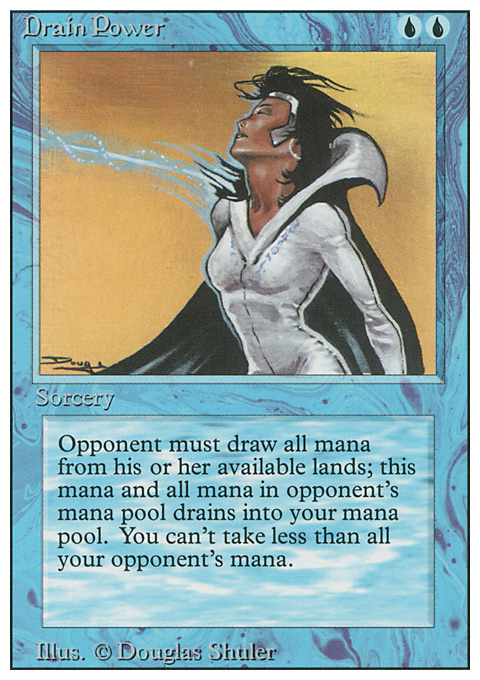 Drain Power
Doug S
Sorcery
Opponent must draw all mana
from his or her available lands; this
mana and all mana in opponent's
mana pool drains into your mana
pool. You can't take less than all
your opponent's mana.
Illus. © Douglas Shuler